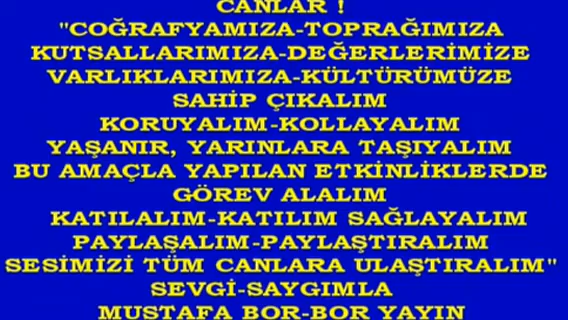 CANLAR !
"COĞRAFYAMIZA-TOPRAĞIMIZA
KUTSALLARIMIZA-DEĞERLERİMİZE
VARLIKLARIMIZA-KÜLTÜRÜMÜZE
SAHİP ÇIKALIM
KORUYALIM-KOLLAYALIM
YAŞANIR, YARINLARA TAŞIYALIM
BU AMAÇLA YAPILAN ETKİNLİKLERDE
GÖREV ALALIM
KATILALIM-KATILIM SAĞLAYALIM
PAYLAŞALIM-PAYLAŞTIRALIM
SESİMİZİ TÜM CANLARA ULAŞTIRALIM"
SEVGİ-SAYGIMLA
MUSTAFA BOR-BOR YAYIN